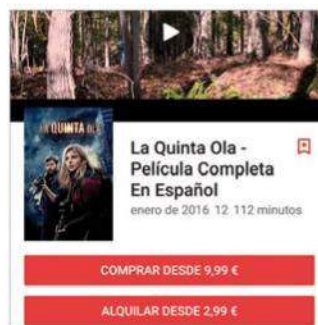 LA QUINTA OLA
La Quinta Ola -
Película Completa
En Español
enero de 2016 12 112 minutos
COMPRAR DESDE 9,99 €
ALQUILAR DESDE 2,99 €